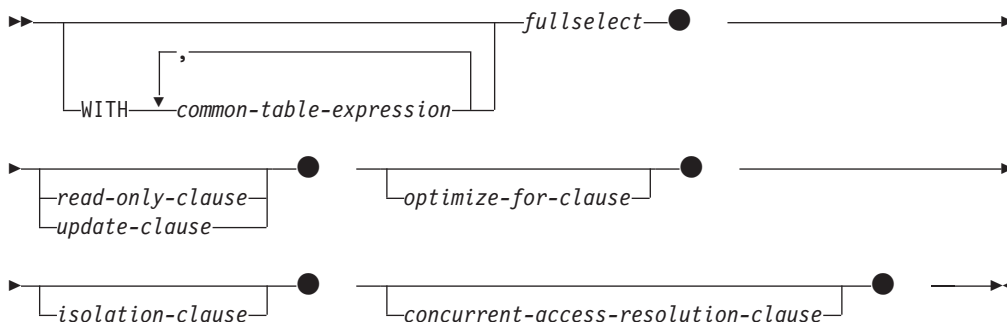 fullselect
,
WITH common-table-expression
read-only-clause
optimize-for-clause
update-clause
isolation-clause
concurrent-access-resolution-clause